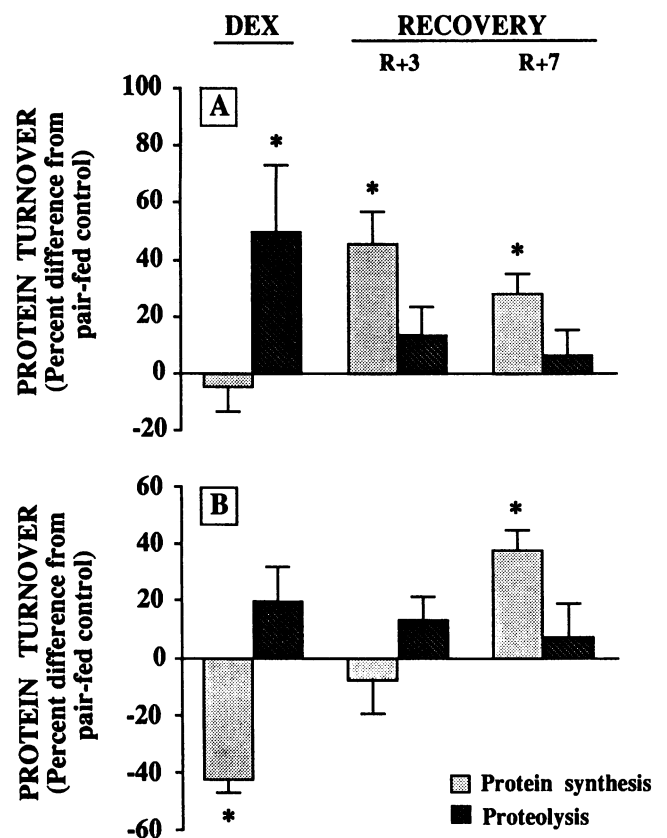 DEX
RECOVERY
R+3
R+7
PROTEIN TURNOVER
(Percent difference from
pair-fed control)
100
80
60
40
20
0
-20
A
*
*
*
PROTEIN TURNOVER
(Percent difference from
pair-fed control)
60
40
20
0
-20
-40
-60
B
*
*
Protein synthesis
Proteolysis